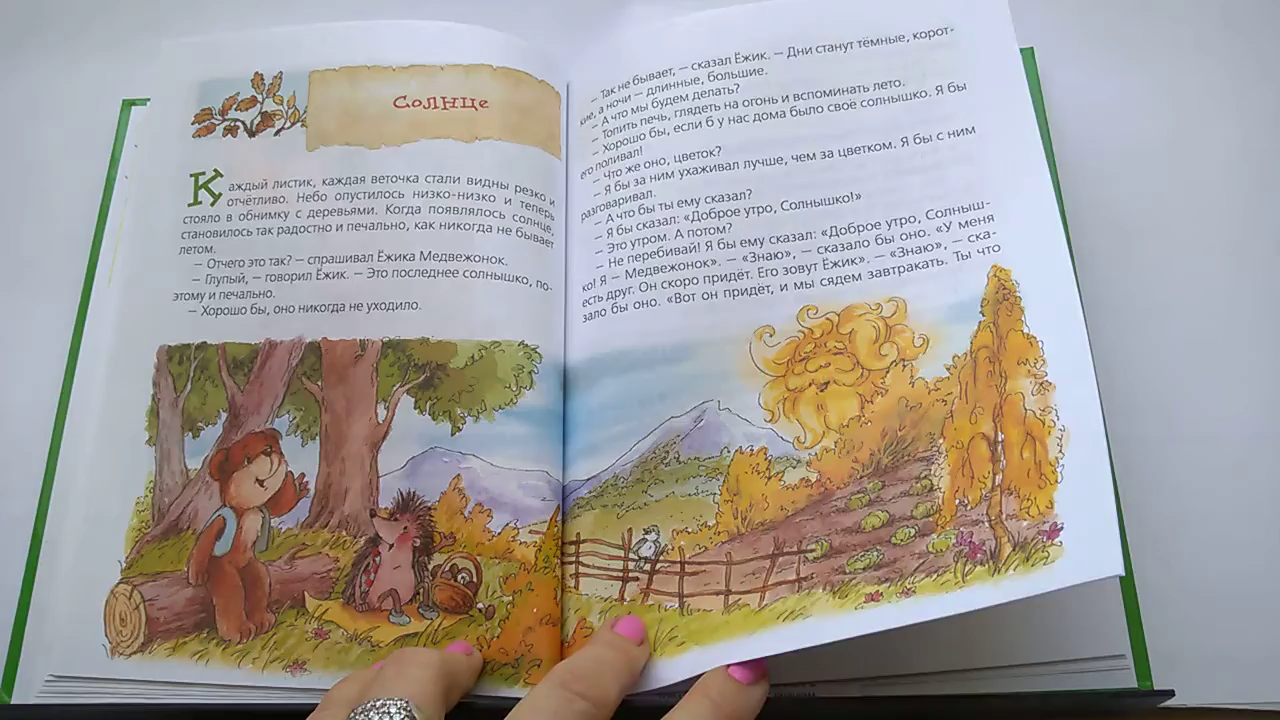 Солнце
Каждый листик, каждая веточка стали видны резко и
отчётливо. Небо опустилось низко-низко и теперь
стояло в обнимку с деревьями. Когда появлялось солнце,
становилось так радостно и печально, как никогда не бывает
летом.
— Отчего это так? — спрашивал Ёжика Медвежонок.
— Глупый, — говорил Ёжик. — Это последнее солнышко, по-
этому и печально.
— Хорошо бы, оно никогда не уходило.
— Так не бывает, — сказал Ёжик. — Дни станут тёмные, корот-
кие, а ночи — длинные, большие.
— А что мы будем делать?
— Топить печь, глядеть на огонь и вспоминать лето.
— Хорошо бы, если б у нас дома было своё солнышко. Я бы
его поливал!
— Что же оно, цветок?
— Я бы за ним ухаживал лучше, чем за цветком. Я бы с ним
разговаривал.
— А что бы ты ему сказал?
— Я бы сказал: «Доброе утро, Солнышко!»
— Это утром. А потом?
— Не перебивай! Я бы ему сказал: «Доброе утро, Солныш-
ко! Я — Медвежонок». — «Знаю», — сказало бы оно. «У меня
есть друг. Он скоро придёт. Его зовут Ёжик». — «Знаю», — ска-
зало бы оно. «Вот он придёт, и мы сядем завтракать. Ты что